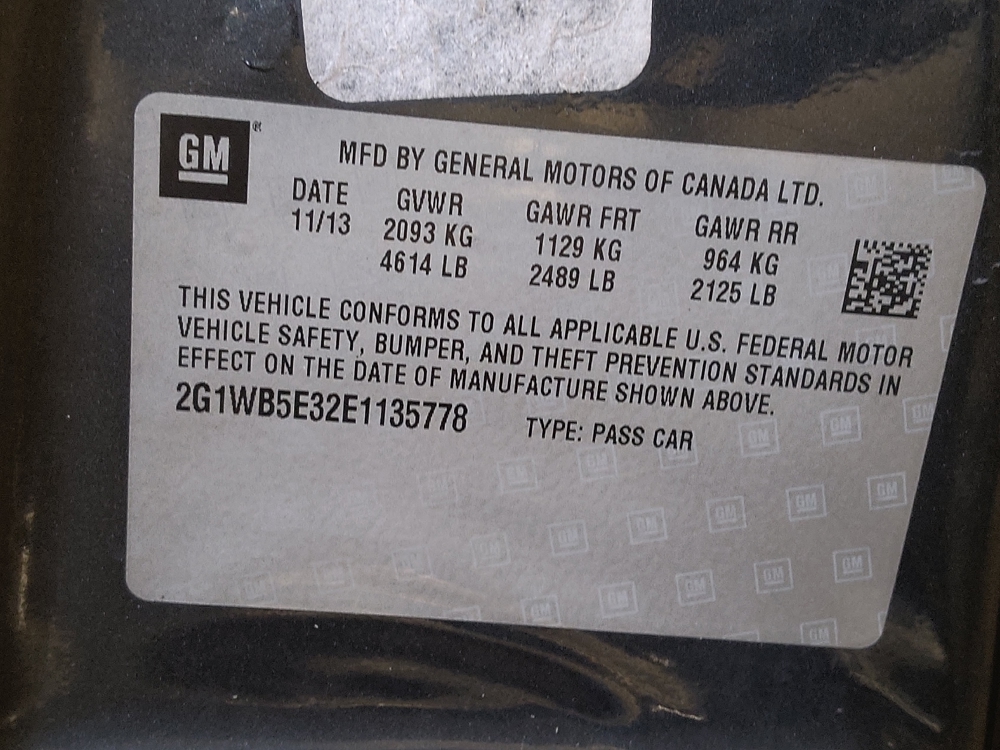 GM®
MFD BY GENERAL MOTORS OF CANADA LTD.
DATE GVWR GAWR FRT GAWR RR
11/13 2093 KG 1129 KG 964 KG
4614 LB 2489 LB 2125 LB
THIS VEHICLE CONFORMS TO ALL APPLICABLE U.S. FEDERAL MOTOR
VEHICLE SAFETY, BUMPER, AND THEFT PREVENTION STANDARDS IN
EFFECT ON THE DATE OF MANUFACTURE SHOWN ABOVE.
2G1WB5E32E1135778 TYPE: PASS CAR